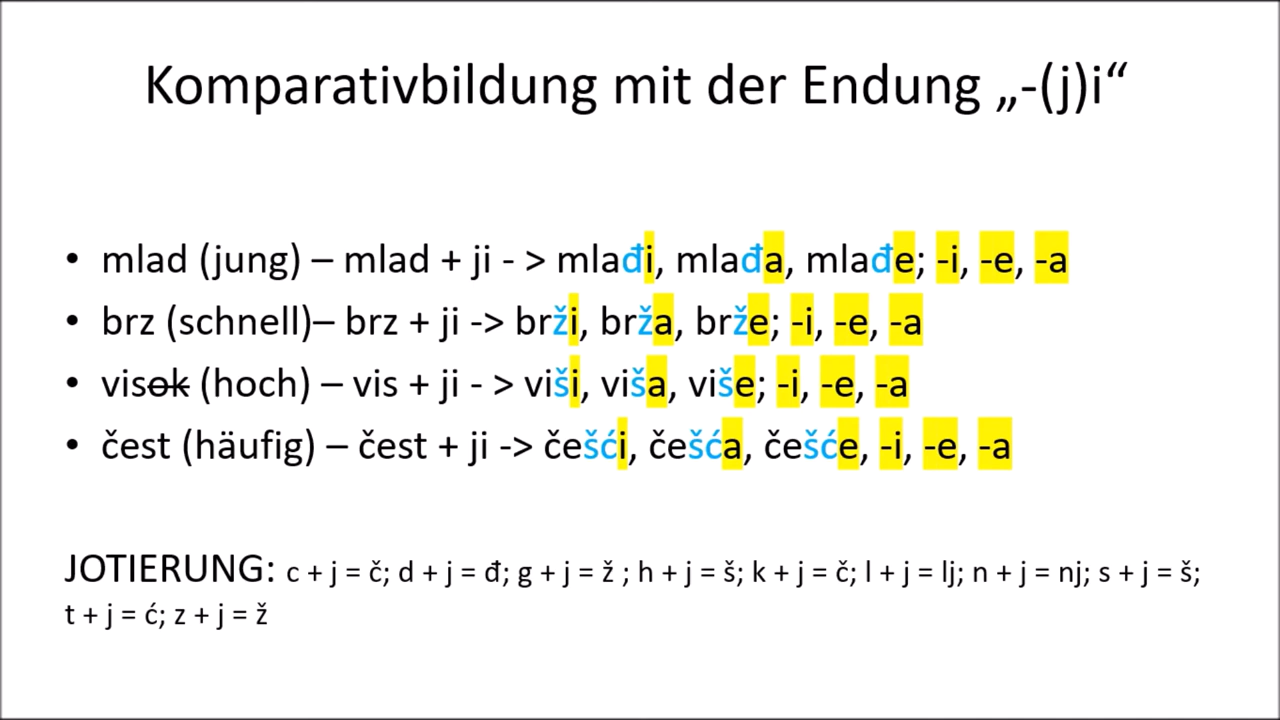 Komparativbildung mit der Endung „-(j)i“
• mlad (jung) – mlad + ji - > mlađi, mlađa, mlađe; -i, -e, -a
• brz (schnell)– brz + ji -> brži, brža, brže; -i, -e, -a
• visok (hoch) – vis + ji - > viši, viša, više; -i, -e, -a
• čest (häufig) – čest + ji -> češći, češća, češće, -i, -e, -a
JOTIERUNG: c + j = č; d + j = đ; g + j = ž ; h + j = š; k + j = č; l + j = lj; n + j = nj; s + j = š;
t + j = ć; z + j = ž